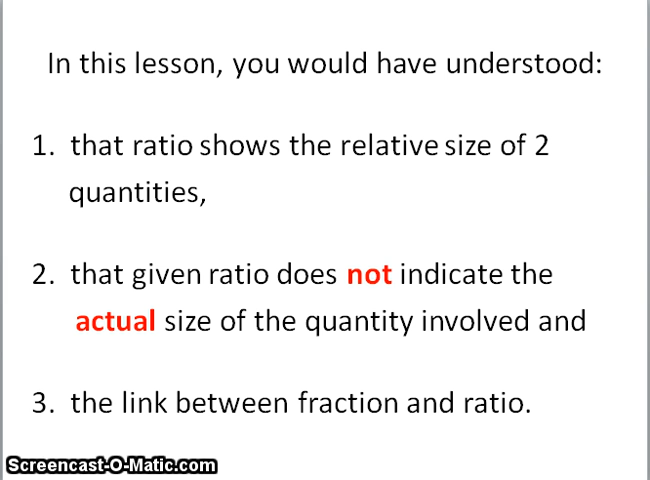 In this lesson, you would have understood:
1. that ratio shows the relative size of 2
quantities,
2. that given ratio does not indicate the
actual size of the quantity involved and
3. the link between fraction and ratio.
Screencast-O-Matic.com